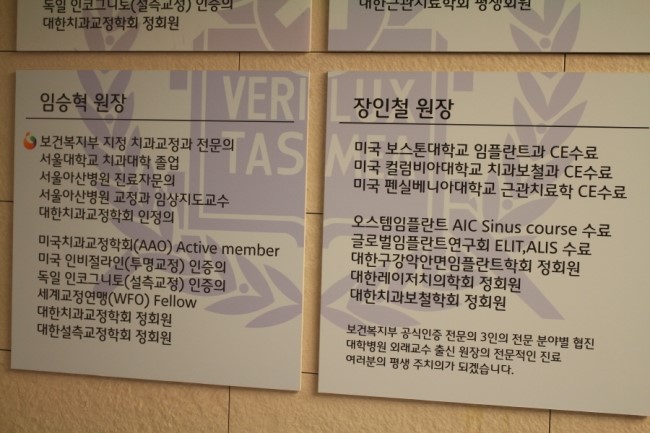 독일 인코그니토(설측교정) 인증의
대한치과교정학회 정회원
대한근관치료학회 평생회원
VERI LUX
TAS MEA
임승혁 원장
보건복지부 지정 치과교정과 전문의
서울대학교 치과대학 졸업
서울아산병원 진료자문의
서울아산병원 교정과 임상지도교수
대한치과교정학회 인정의
미국치과교정학회(AAO) Active member
미국 인비절라인(투명교정) 인증의
독일 인코그니토(설측교정) 인증의
세계교정연맹(WFO) Fellow
대한치과교정학회 정회원
대한설측교정학회 정회원
장인철 원장
미국 보스톤대학교 임플란트과 CE수료
미국 컬럼비아대학교 치과보철과 CE수료
미국 펜실베니아대학교 근관치료학 CE수료
오스템임플란트 AIC Sinus course 수료
글로벌임플란트연구회 ELIT,ALIS 수료
대한구강악안면임플란트학회 정회원
대한레이저치의학회 정회원
대한치과보철학회 정회원
보건복지부 공식인증 전문의 3인의 전문 분야별 협진
대학병원 외래교수 출신 원장의 전문적인 진료
여러분의 평생 주치의가 되겠습니다.